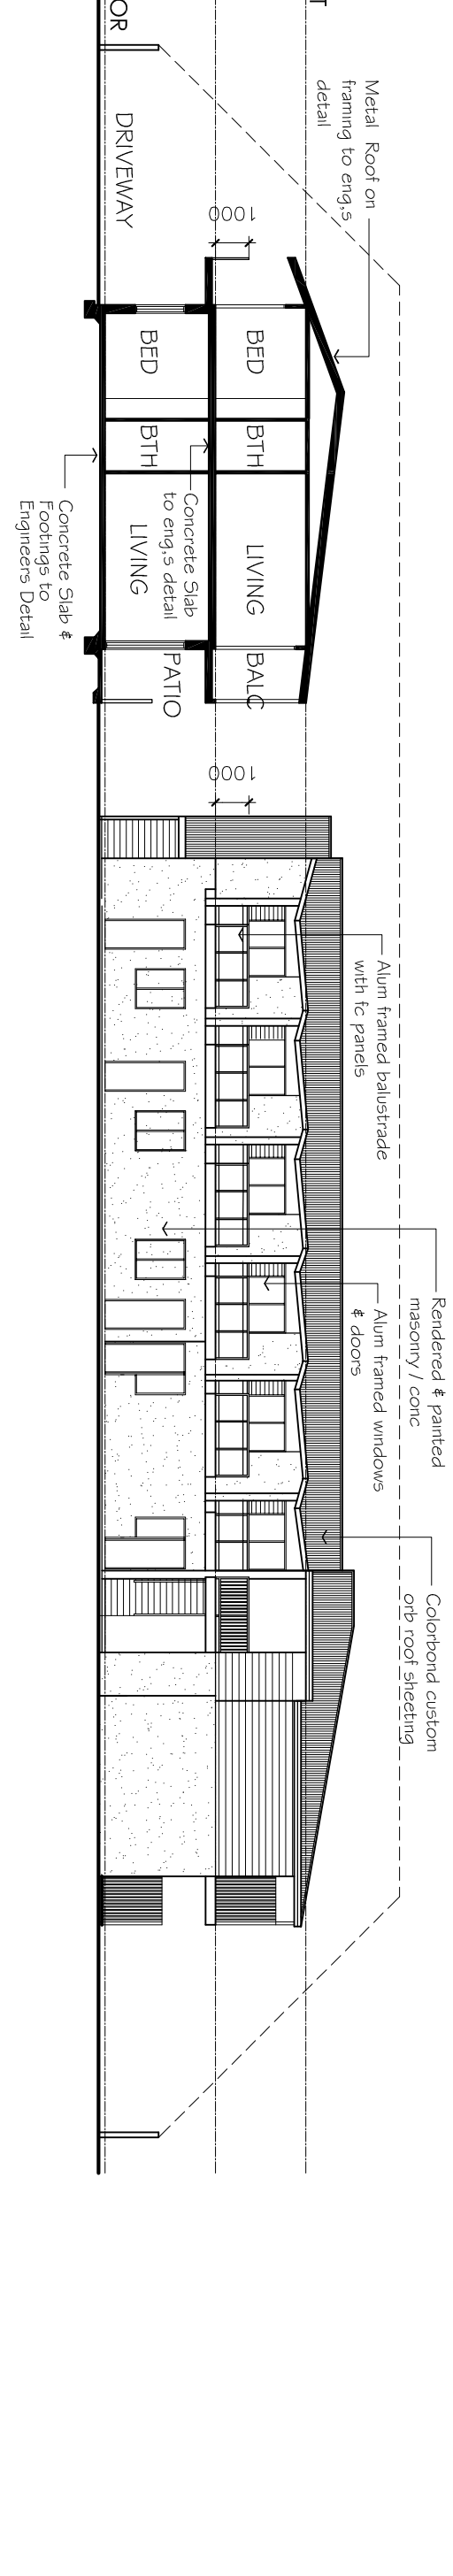 OR
T
Metal Roof on
framing to eng,s
detail
DRIVEWAY
1000
BED
BTH
LIVING
BALC
BED
BTH
LIVING
PATIO
Concrete Slab
to eng,s detail
Concrete Slab &
Footings to
Engineers Detail
1000
Alum framed balustrade
with fc panels
Rendered & painted
masonry / conc
Alum framed windows
& doors
Colorbond custom
orb roof sheeting